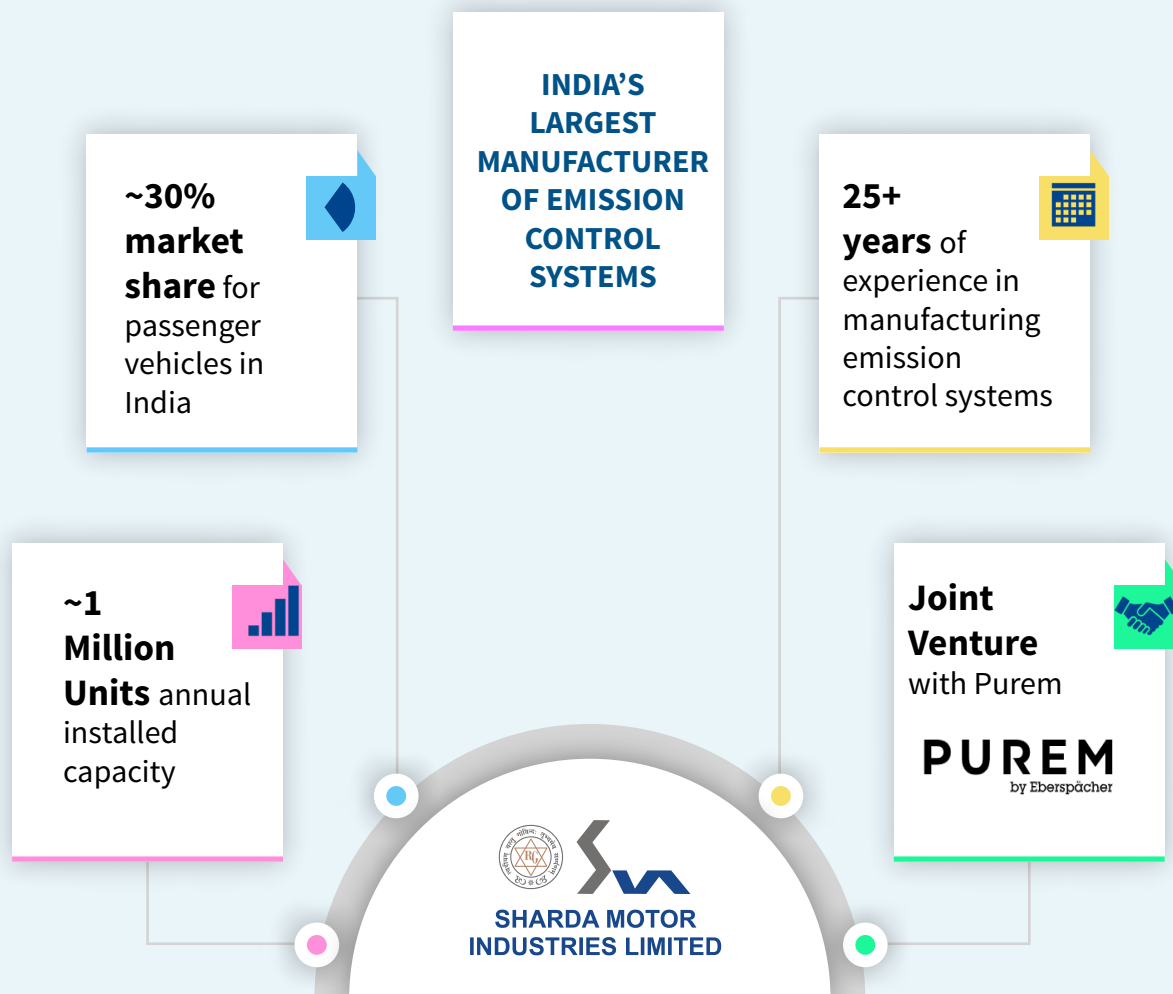 INDIA’S
LARGEST
MANUFACTURER
OF EMISSION
CONTROL
SYSTEMS
~30%
market
share for
passenger
vehicles in
India
25+
years of
experience in
manufacturing
emission
control systems
~1
Million
Units annual
installed
capacity
Joint
Venture
with Purem
PUREM
by Eberspächer
RG
SHARDA MOTOR
INDUSTRIES LIMITED